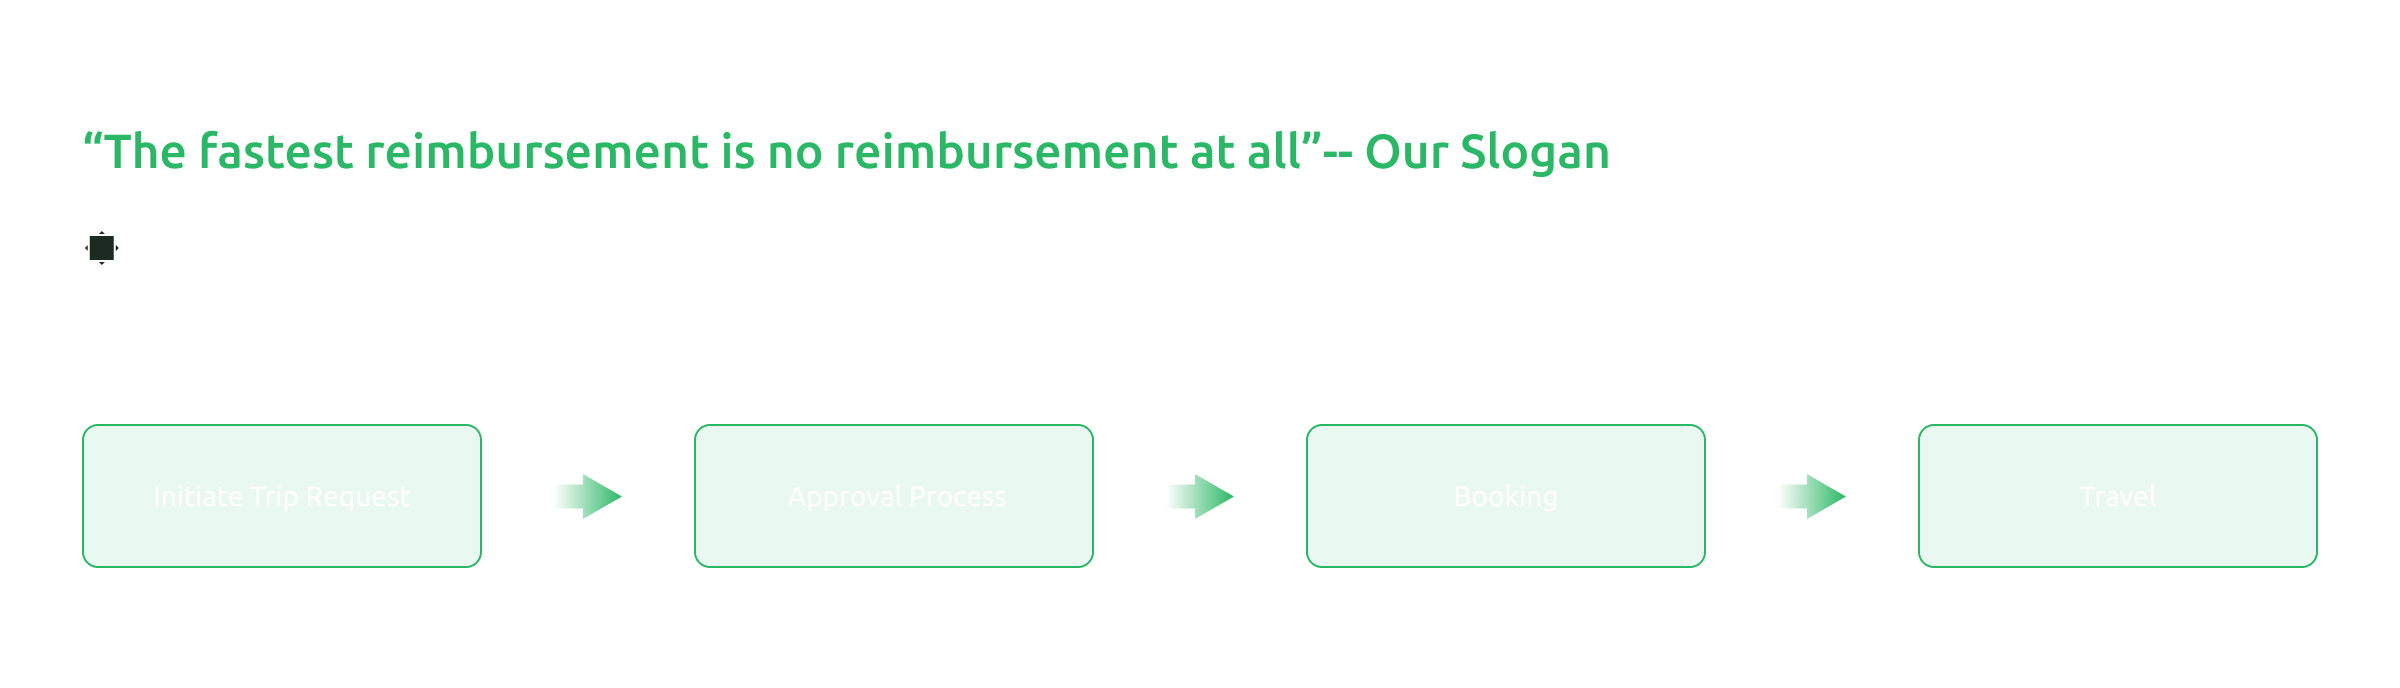 “The fastest reimbursement is no reimbursement at all”-- Our Slogan
Initiate Trip Request
Approval Process
Booking
Travel